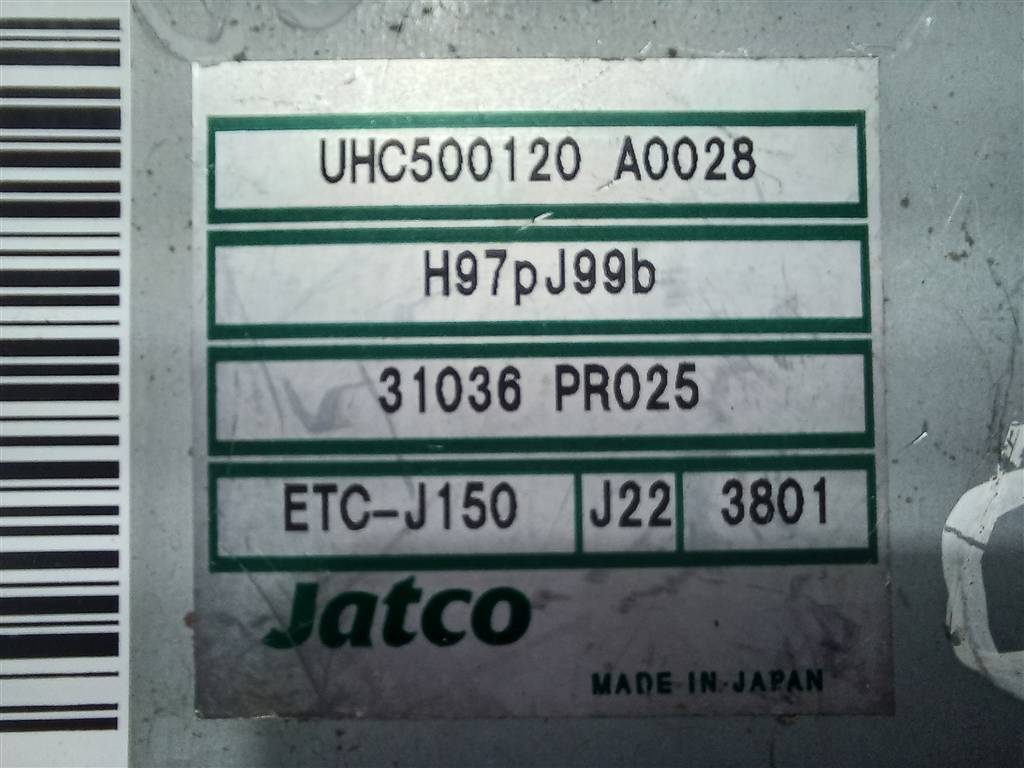 UHC500120 A0028
H97pJ99b
31036 PR025
ETC-J150 J22 3801
Jatco
MADE IN JAPAN